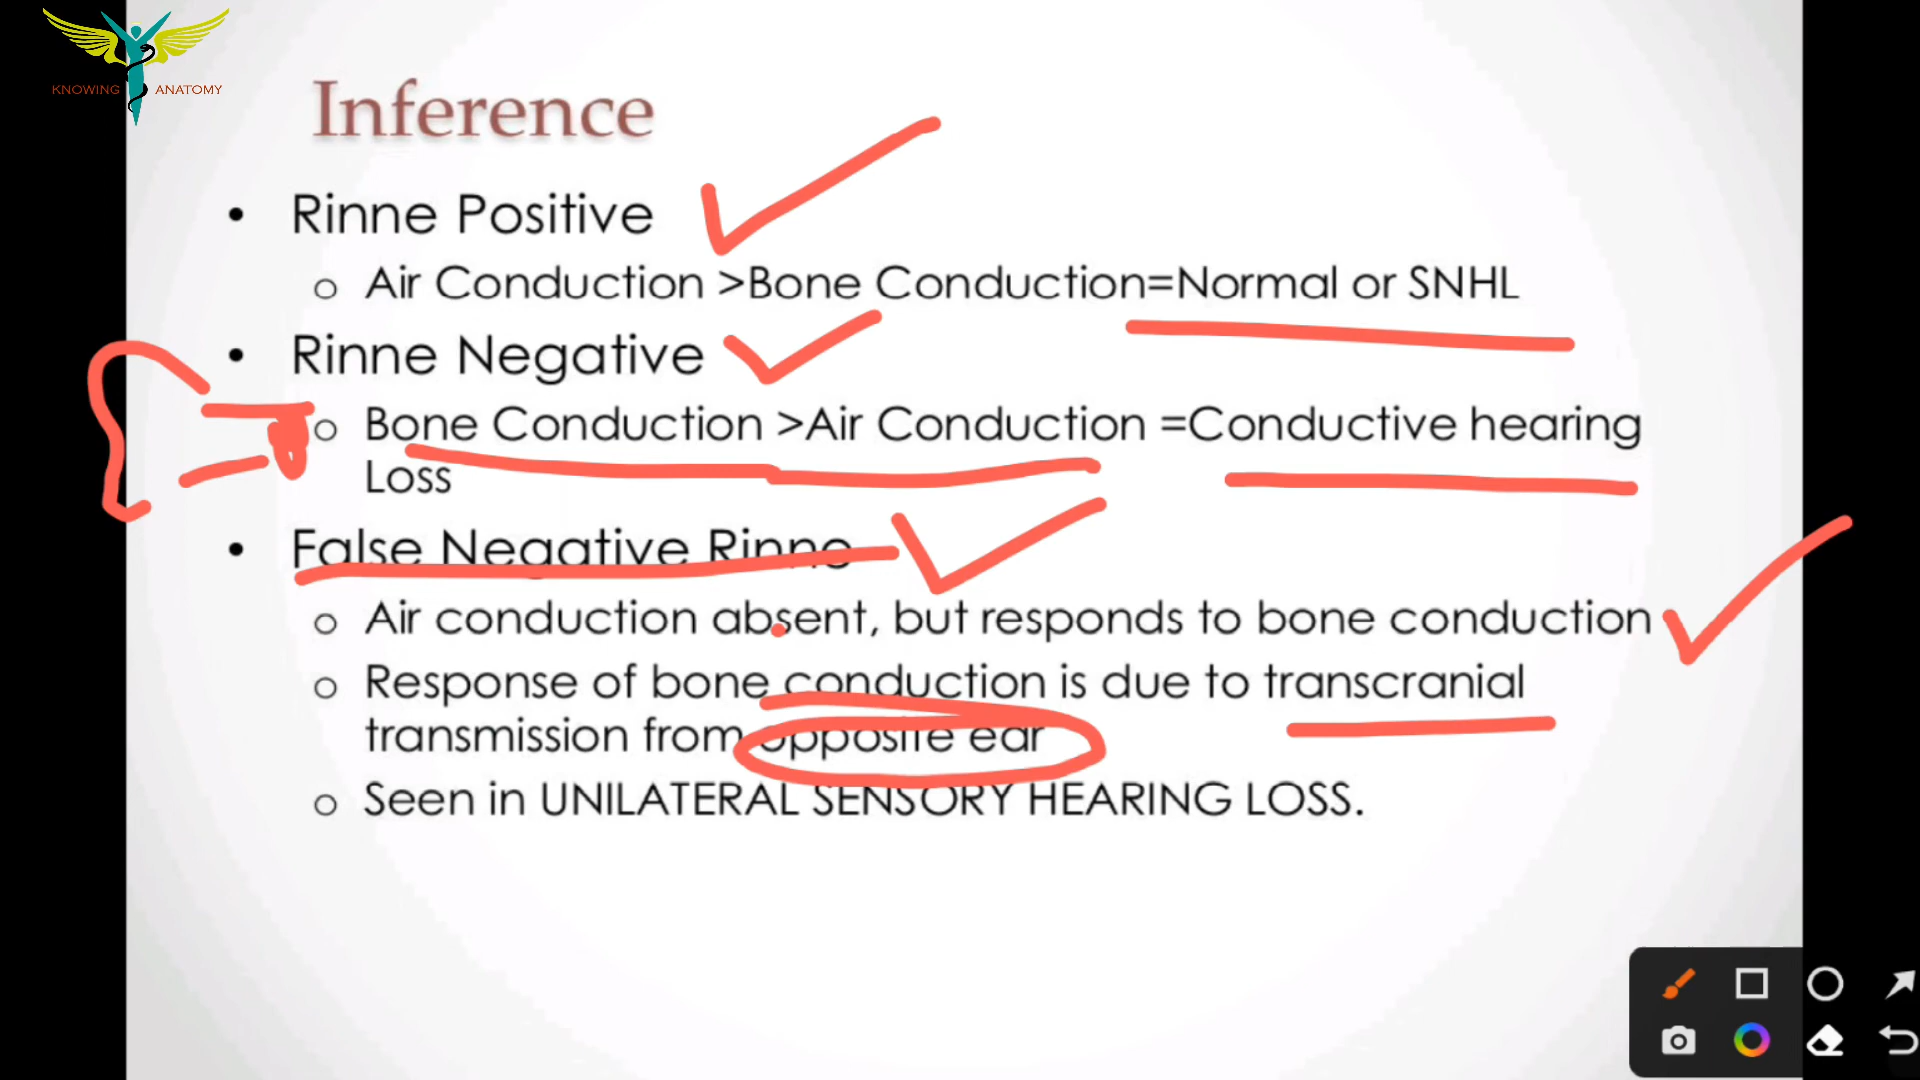 KNOWING ANATOMY
Inference
• Rinne Positive
o Air Conduction >Bone Conduction=Normal or SNHL
• Rinne Negative
o Bone Conduction >Air Conduction =Conductive hearing
Loss
• False Negative Rinne
o Air conduction absent, but responds to bone conduction
o Response of bone conduction is due to transcranial
transmission from opposite ear
o Seen in UNILATERAL SENSORY HEARING LOSS.